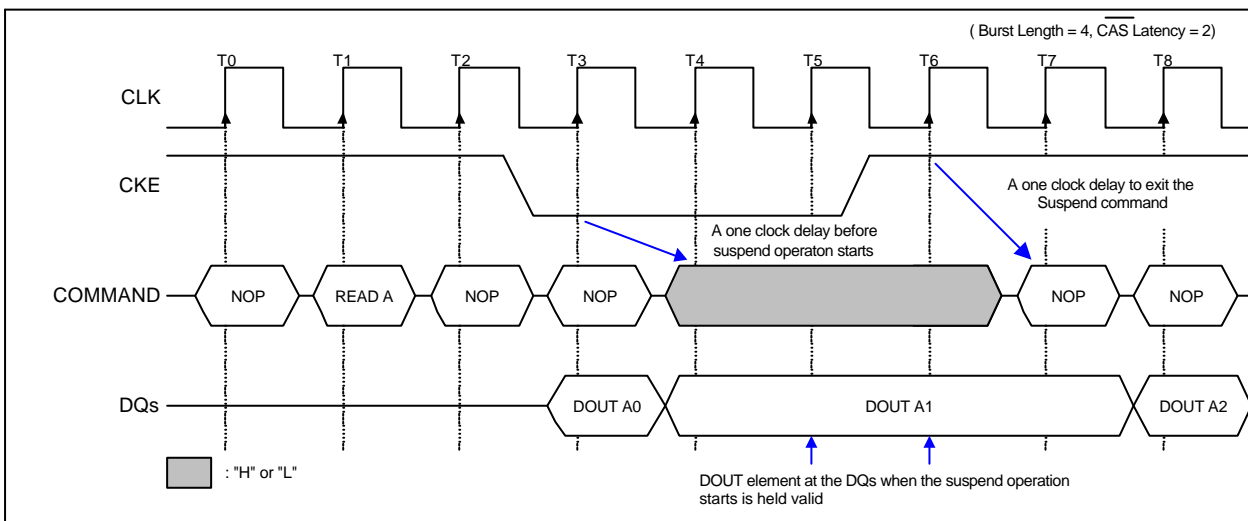 ( Burst Length = 4, CAS Latency = 2)
T0 T1 T2 T3 T4 T5 T6 T7 T8
CLK
CKE
A one clock delay to exit the
Suspend command
A one clock delay before
suspend operaton starts
COMMAND NOP READ A NOP NOP NOP NOP
DQs DOUT A0 DOUT A1 DOUT A2
: "H" or "L"
DOUT element at the DQs when the suspend operation
starts is held valid